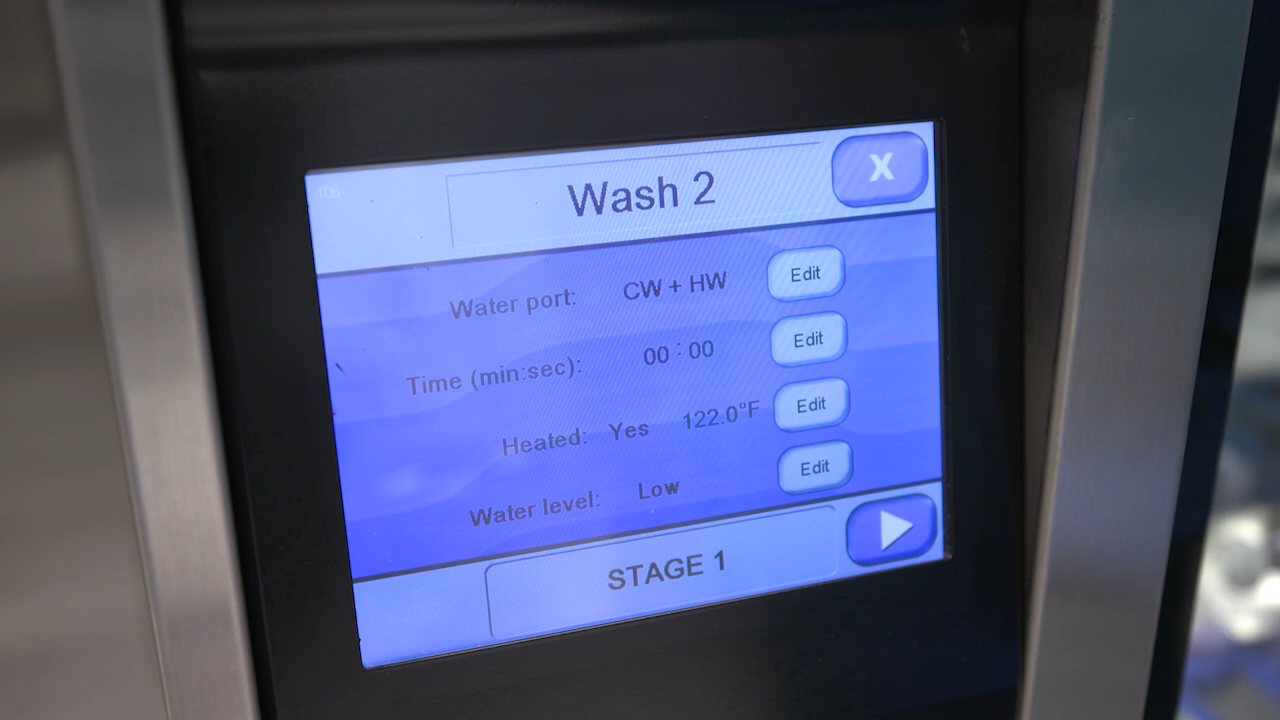 106
Wash 2
X
Water port: CW + HW Edit
Time (min:sec): 00 : 00 Edit
Heated: Yes 122.0°F Edit
Water level: Low Edit
STAGE 1